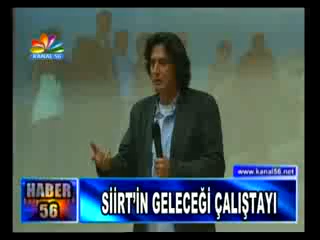 KANAL 56
www.kanal56.net
HABER
56
SİİRT'İN GELECEĞİ ÇALIŞTAYI